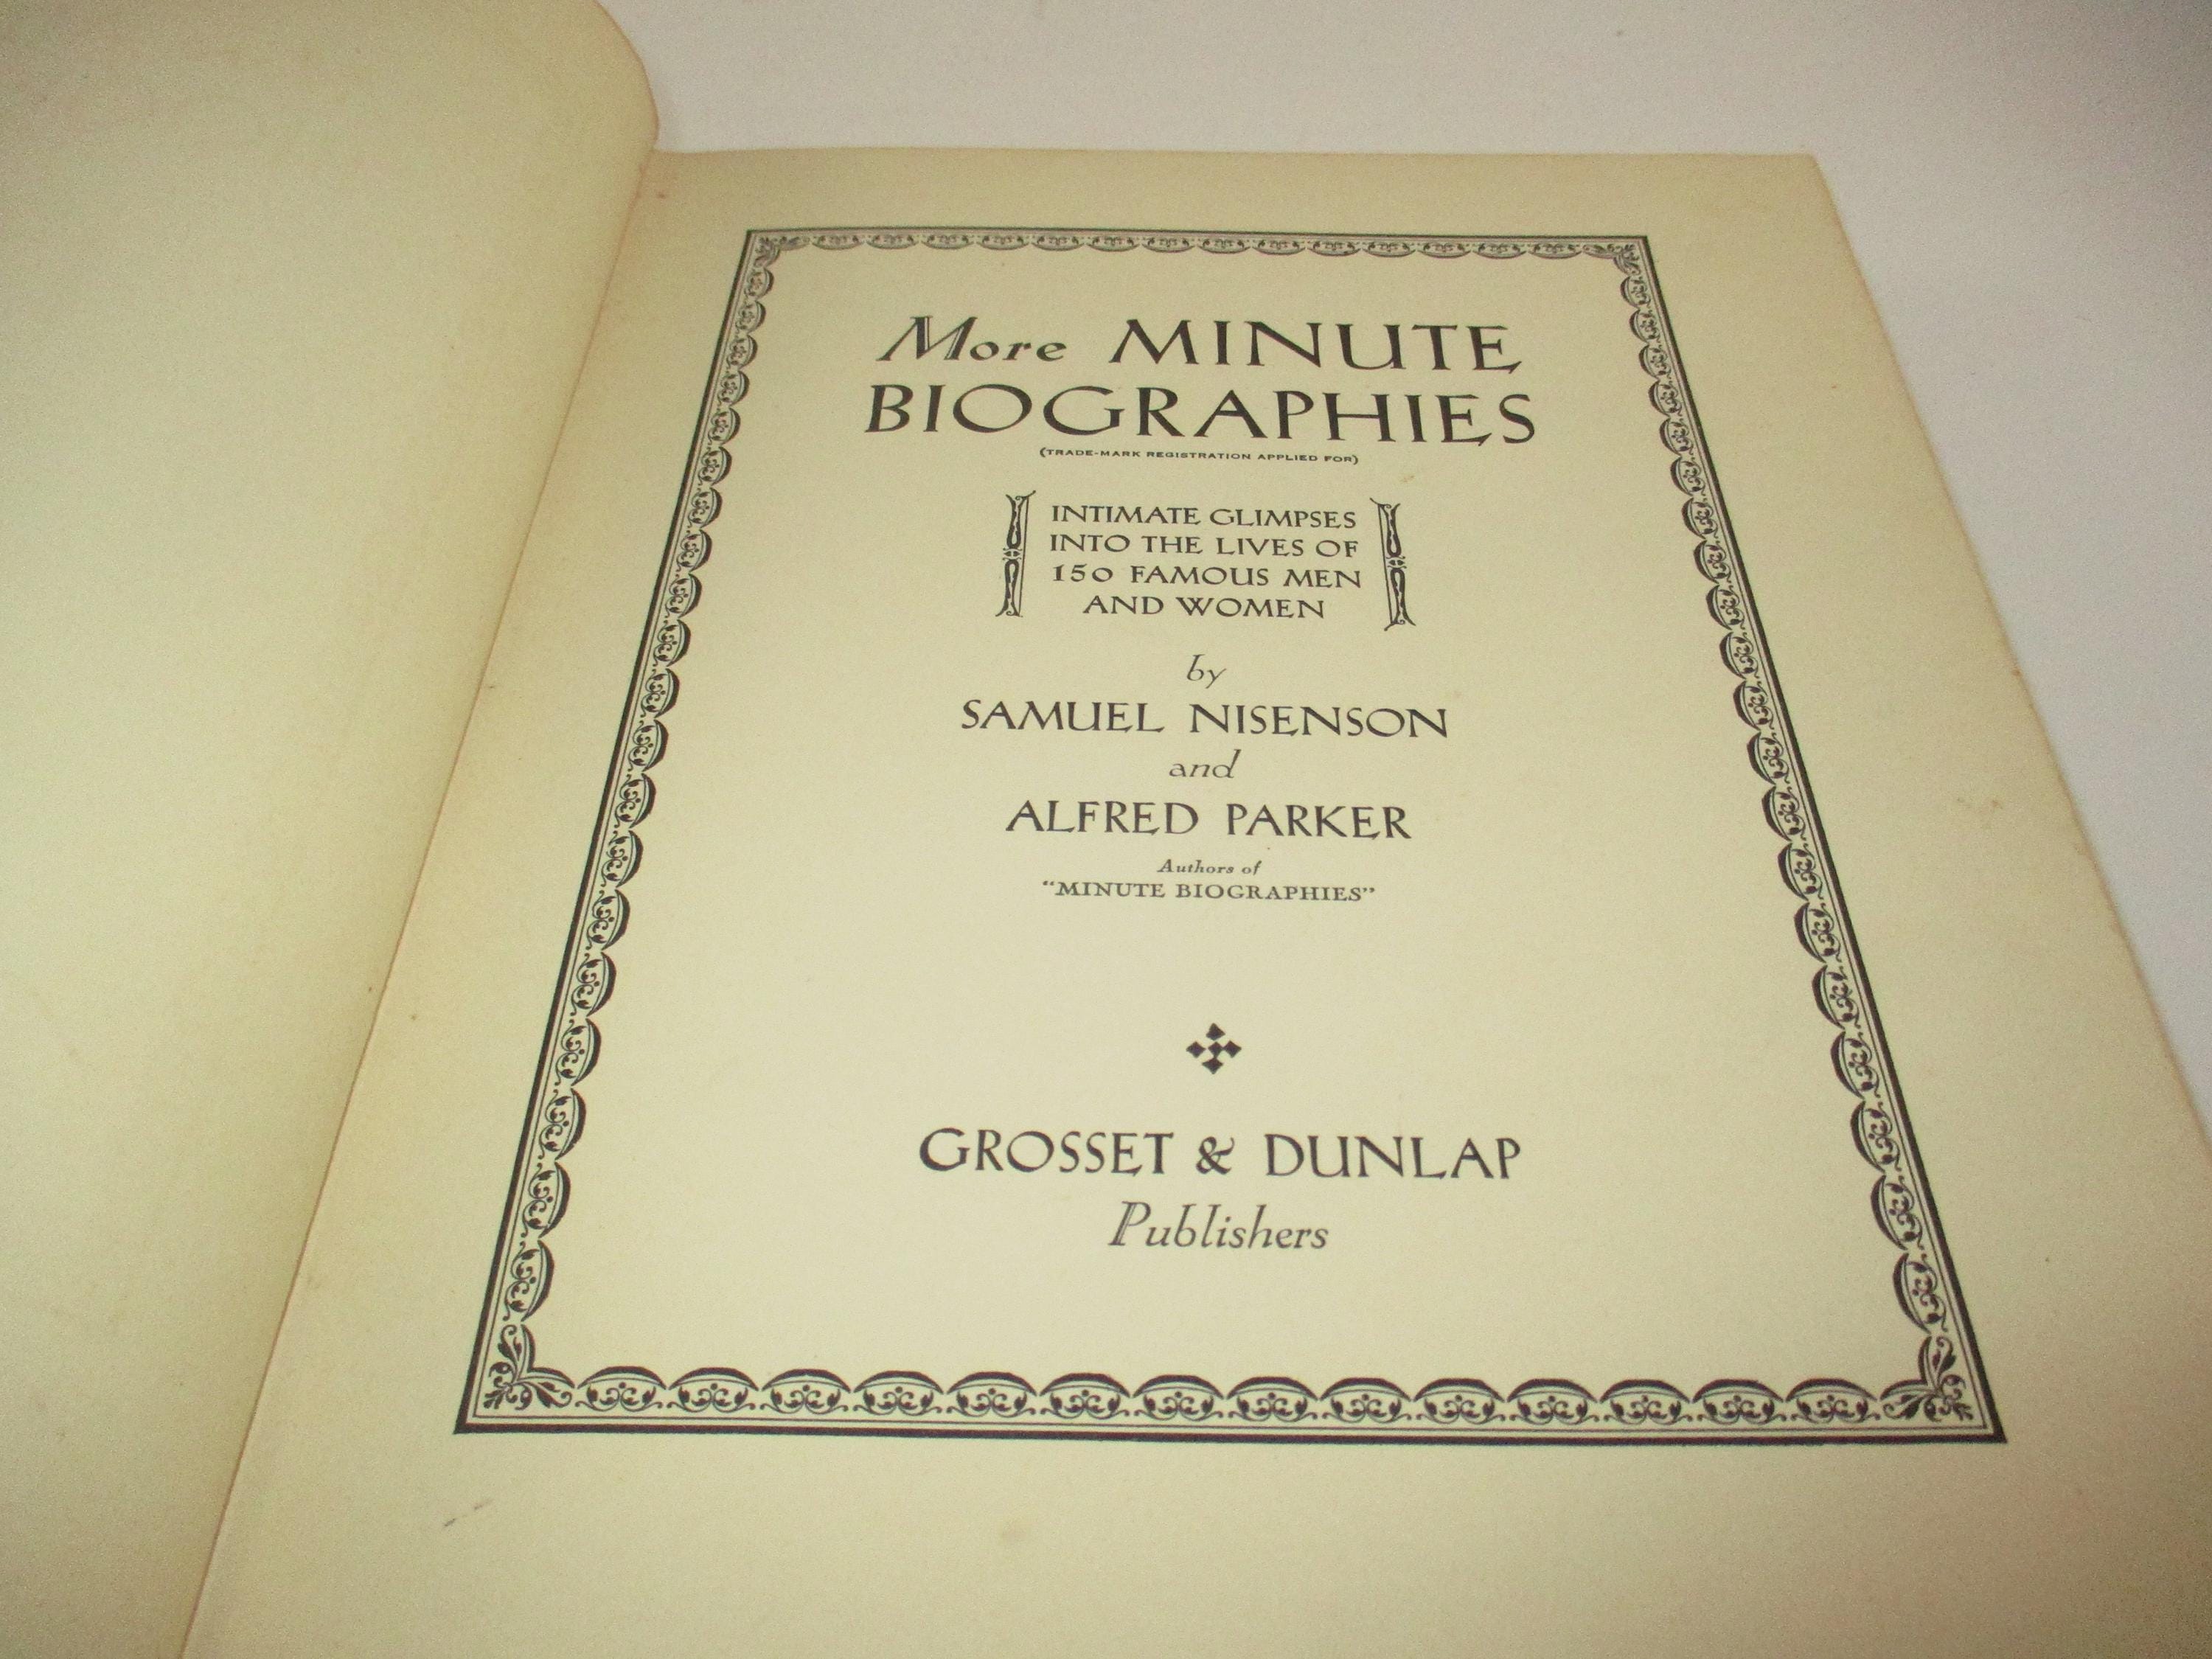 More MINUTE
BIOGRAPHIES
(TRADE-MARK REGISTRATION APPLIED FOR)
INTIMATE GLIMPSES
INTO THE LIVES OF
150 FAMOUS MEN
AND WOMEN
by
SAMUEL NISENSON
and
ALFRED PARKER
Authors of
“MINUTE BIOGRAPHIES”
GROSSET & DUNLAP
Publishers